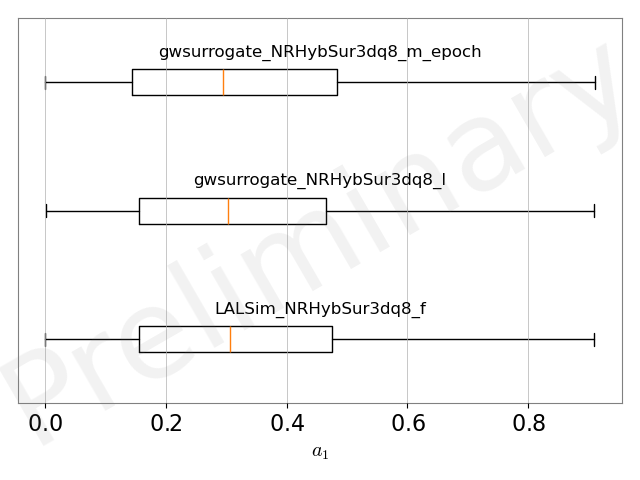 gwsurrogate_NRHybSur3dq8_m_epoch
gwsurrogate_NRHybSur3dq8_l
LALSim_NRHybSur3dq8_f
Preliminary
0.0 0.2 0.4 0.6 0.8
a₁